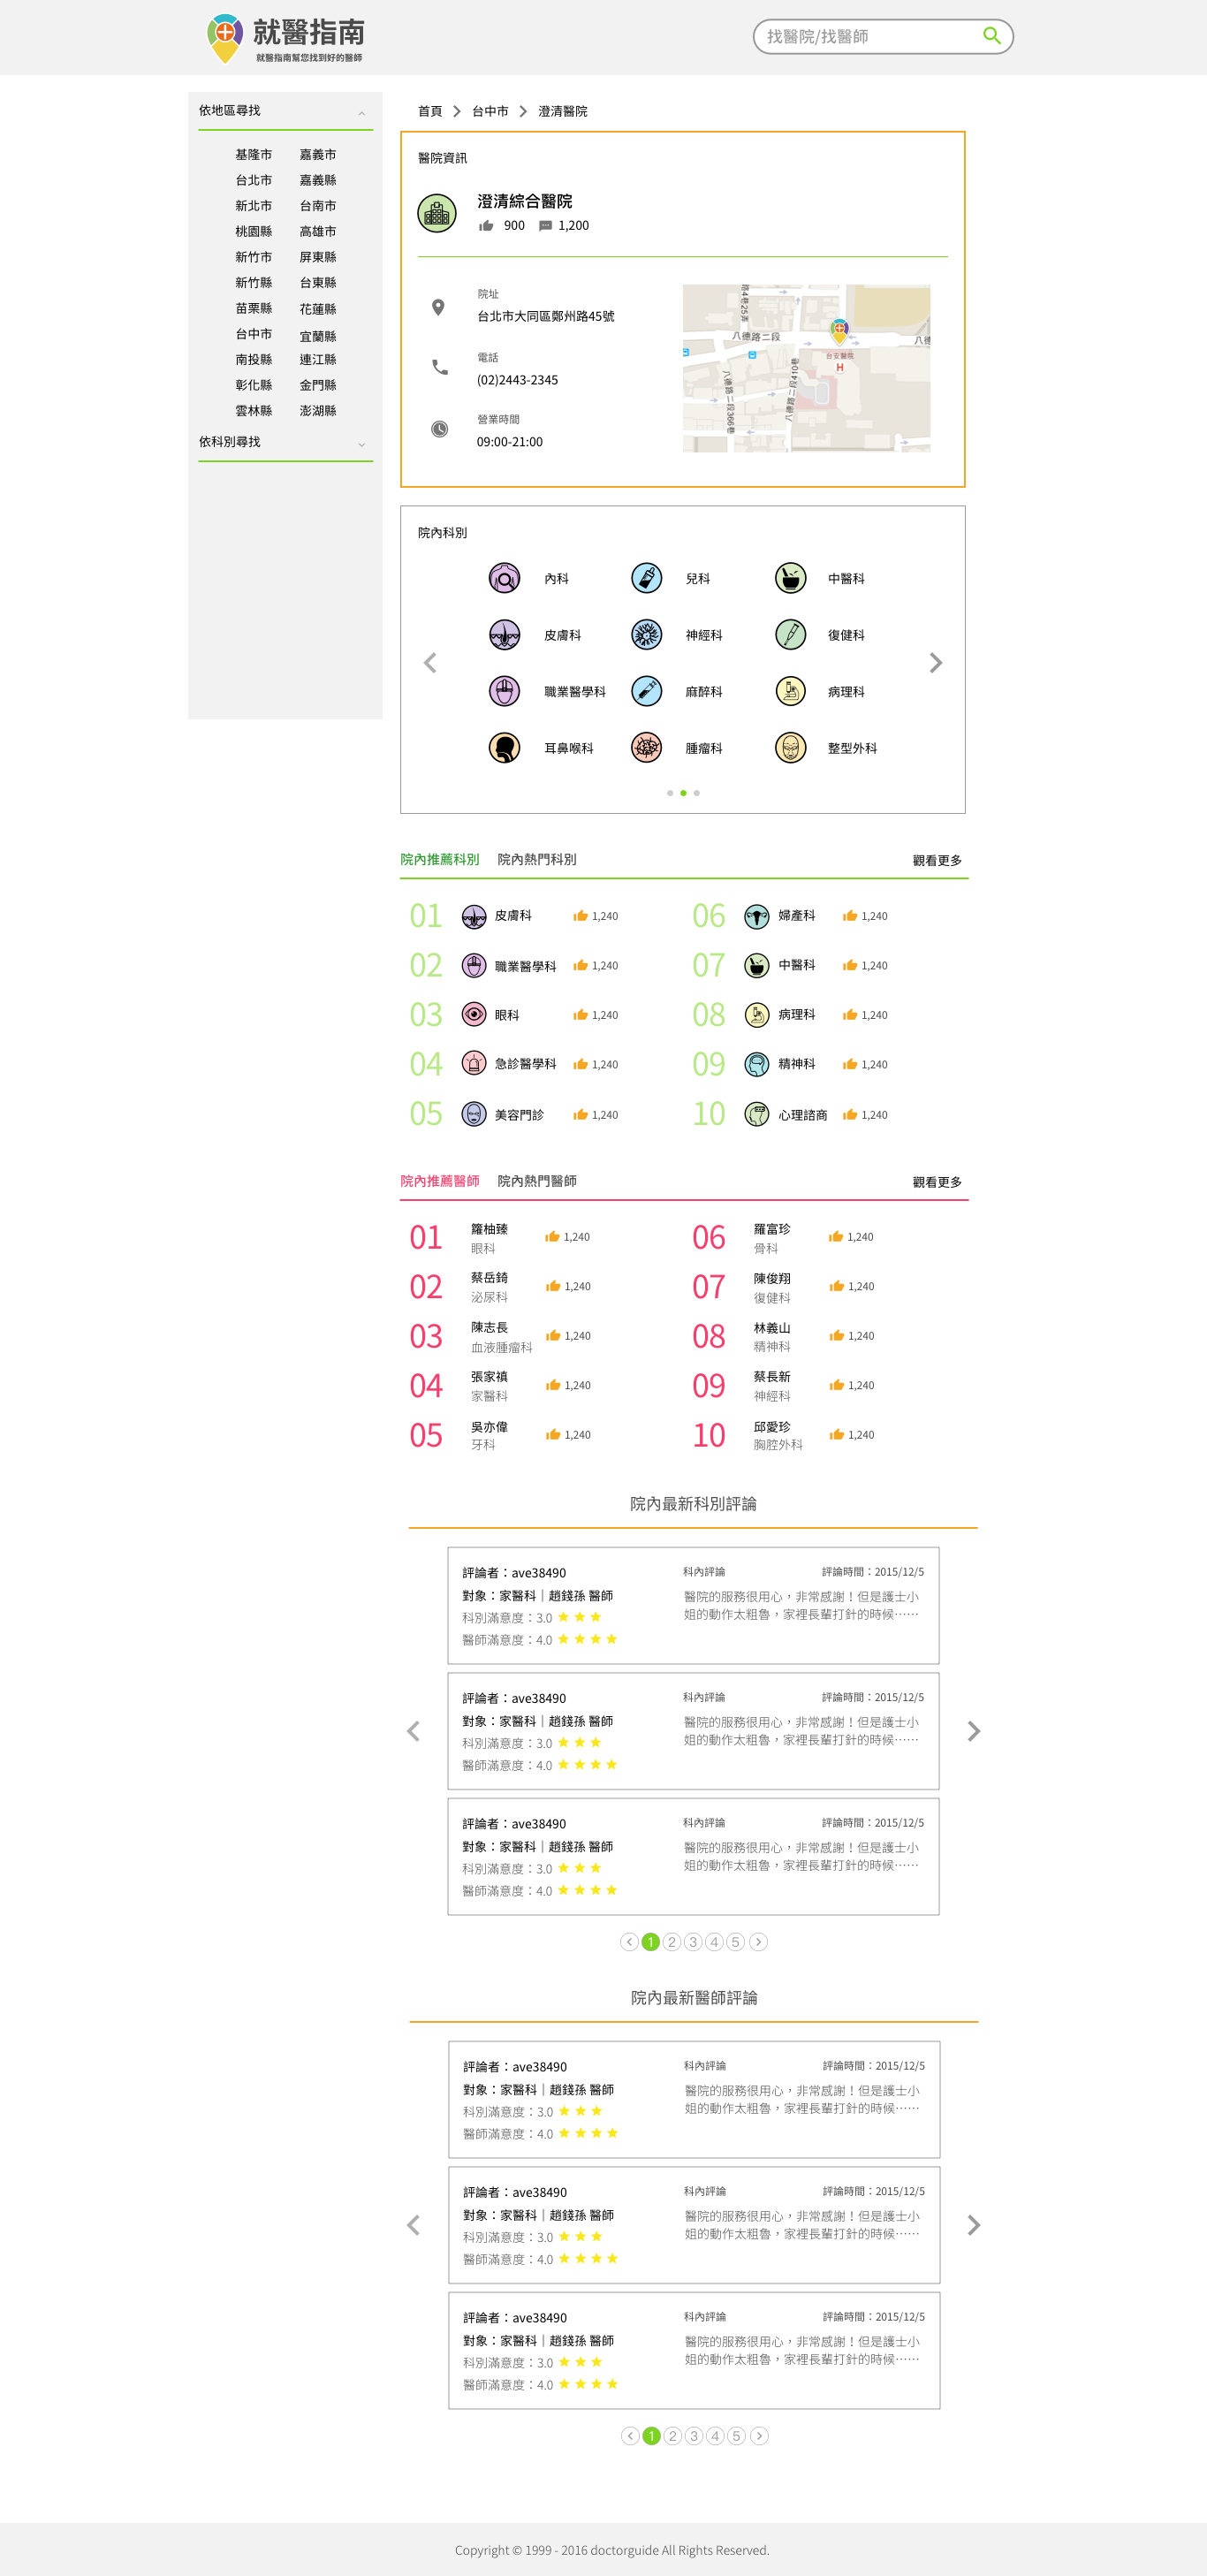 就醫指南
就醫指南幫您找到好的醫師
找醫院/找醫師
依地區尋找
基隆市 嘉義市
台北市 嘉義縣
新北市 台南市
桃園縣 高雄市
新竹市 屏東縣
新竹縣 台東縣
苗栗縣 花蓮縣
台中市 宜蘭縣
南投縣 連江縣
彰化縣 金門縣
雲林縣 澎湖縣
依科別尋找
首頁 台中市 澄清醫院
醫院資訊
澄清綜合醫院
900 1,200
院址
台北市大同區鄭州路45號
電話
(02)2443-2345
營業時間
09:00-21:00
路4巷25弄
八德路二段
八德
台安醫院
H
八德路二段366巷
八德路二段410巷
院內科別
內科 兒科 中醫科
皮膚科 神經科 復健科
職業醫學科 麻醉科 病理科
耳鼻喉科 腫瘤科 整型外科
院內推薦科別 院內熱門科別 觀看更多
01 皮膚科 1,240 06 婦產科 1,240
02 職業醫學科 1,240 07 中醫科 1,240
03 眼科 1,240 08 病理科 1,240
04 急診醫學科 1,240 09 精神科 1,240
05 美容門診 1,240 10 心理諮商 1,240
院內推薦醫師 院內熱門醫師 觀看更多
01 籮柚臻 1,240 06 羅富珍 1,240
眼科 骨科
02 蔡岳錡 1,240 07 陳俊翔 1,240
泌尿科 復健科
03 陳志長 1,240 08 林義山 1,240
血液腫瘤科 精神科
04 張家禛 1,240 09 蔡長新 1,240
家醫科 神經科
05 吳亦偉 1,240 10 邱愛珍 1,240
牙科 胸腔外科
院內最新科別評論
評論者：ave38490 科內評論 評論時間：2015/12/5
對象：家醫科｜趙錢孫 醫師 醫院的服務很用心，非常感謝！但是護士小
科別滿意度：3.0 姐的動作太粗魯，家裡長輩打針的時候……
醫師滿意度：4.0
評論者：ave38490 科內評論 評論時間：2015/12/5
對象：家醫科｜趙錢孫 醫師 醫院的服務很用心，非常感謝！但是護士小
科別滿意度：3.0 姐的動作太粗魯，家裡長輩打針的時候……
醫師滿意度：4.0
評論者：ave38490 科內評論 評論時間：2015/12/5
對象：家醫科｜趙錢孫 醫師 醫院的服務很用心，非常感謝！但是護士小
科別滿意度：3.0 姐的動作太粗魯，家裡長輩打針的時候……
醫師滿意度：4.0
1 2 3 4 5
院內最新醫師評論
評論者：ave38490 科內評論 評論時間：2015/12/5
對象：家醫科｜趙錢孫 醫師 醫院的服務很用心，非常感謝！但是護士小
科別滿意度：3.0 姐的動作太粗魯，家裡長輩打針的時候……
醫師滿意度：4.0
評論者：ave38490 科內評論 評論時間：2015/12/5
對象：家醫科｜趙錢孫 醫師 醫院的服務很用心，非常感謝！但是護士小
科別滿意度：3.0 姐的動作太粗魯，家裡長輩打針的時候……
醫師滿意度：4.0
評論者：ave38490 科內評論 評論時間：2015/12/5
對象：家醫科｜趙錢孫 醫師 醫院的服務很用心，非常感謝！但是護士小
科別滿意度：3.0 姐的動作太粗魯，家裡長輩打針的時候……
醫師滿意度：4.0
1 2 3 4 5
Copyright © 1999 - 2016 doctorguide All Rights Reserved.